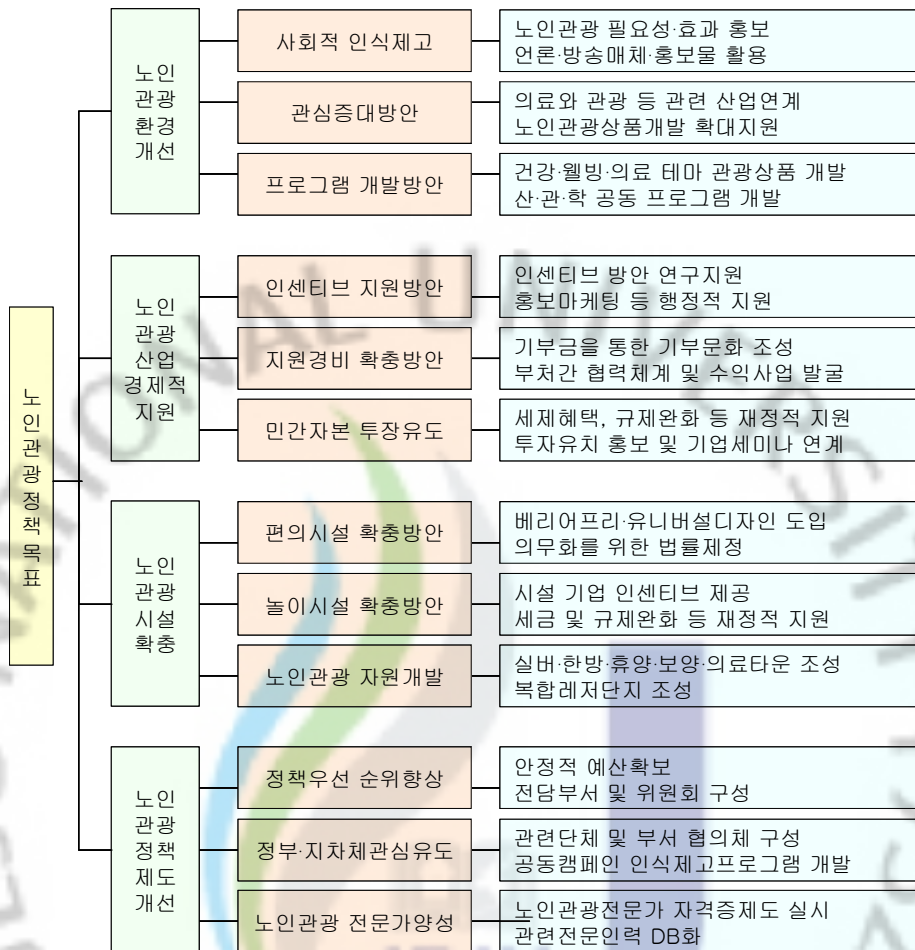 노인관광정책목표
노인
관광
환경
개선
사회적 인식제고
노인관광 필요성·효과 홍보
언론·방송매체·홍보물 활용
관심증대방안
의료와 관광 등 관련 산업연계
노인관광상품개발 확대지원
프로그램 개발방안
건강·웰빙·의료 테마 관광상품 개발
산·관·학 공동 프로그램 개발
노인
관광
산업
경제적
지원
인센티브 지원방안
인센티브 방안 연구지원
홍보마케팅 등 행정적 지원
지원경비 확충방안
기부금을 통한 기부문화 조성
부처간 협력체계 및 수익사업 발굴
민간자본 투장유도
세제혜택, 규제완화 등 재정적 지원
투자유치 홍보 및 기업세미나 연계
노인
관광
시설
확충
편의시설 확충방안
베리어프리·유니버설디자인 도입
의무화를 위한 법률제정
놀이시설 확충방안
시설 기업 인센티브 제공
세금 및 규제완화 등 재정적 지원
노인관광 자원개발
실버·한방·휴양·보양·의료타운 조성
복합레저단지 조성
노인
관광
정책
제도
개선
정책우선 순위향상
안정적 예산확보
전담부서 및 위원회 구성
정부·지차체관심유도
관련단체 및 부서 협의체 구성
공동캠페인 인식제고프로그램 개발
노인관광 전문가양성
노인관광전문가 자격증제도 실시
관련전문인력 DB화
NATIONAL UNIVERSITY